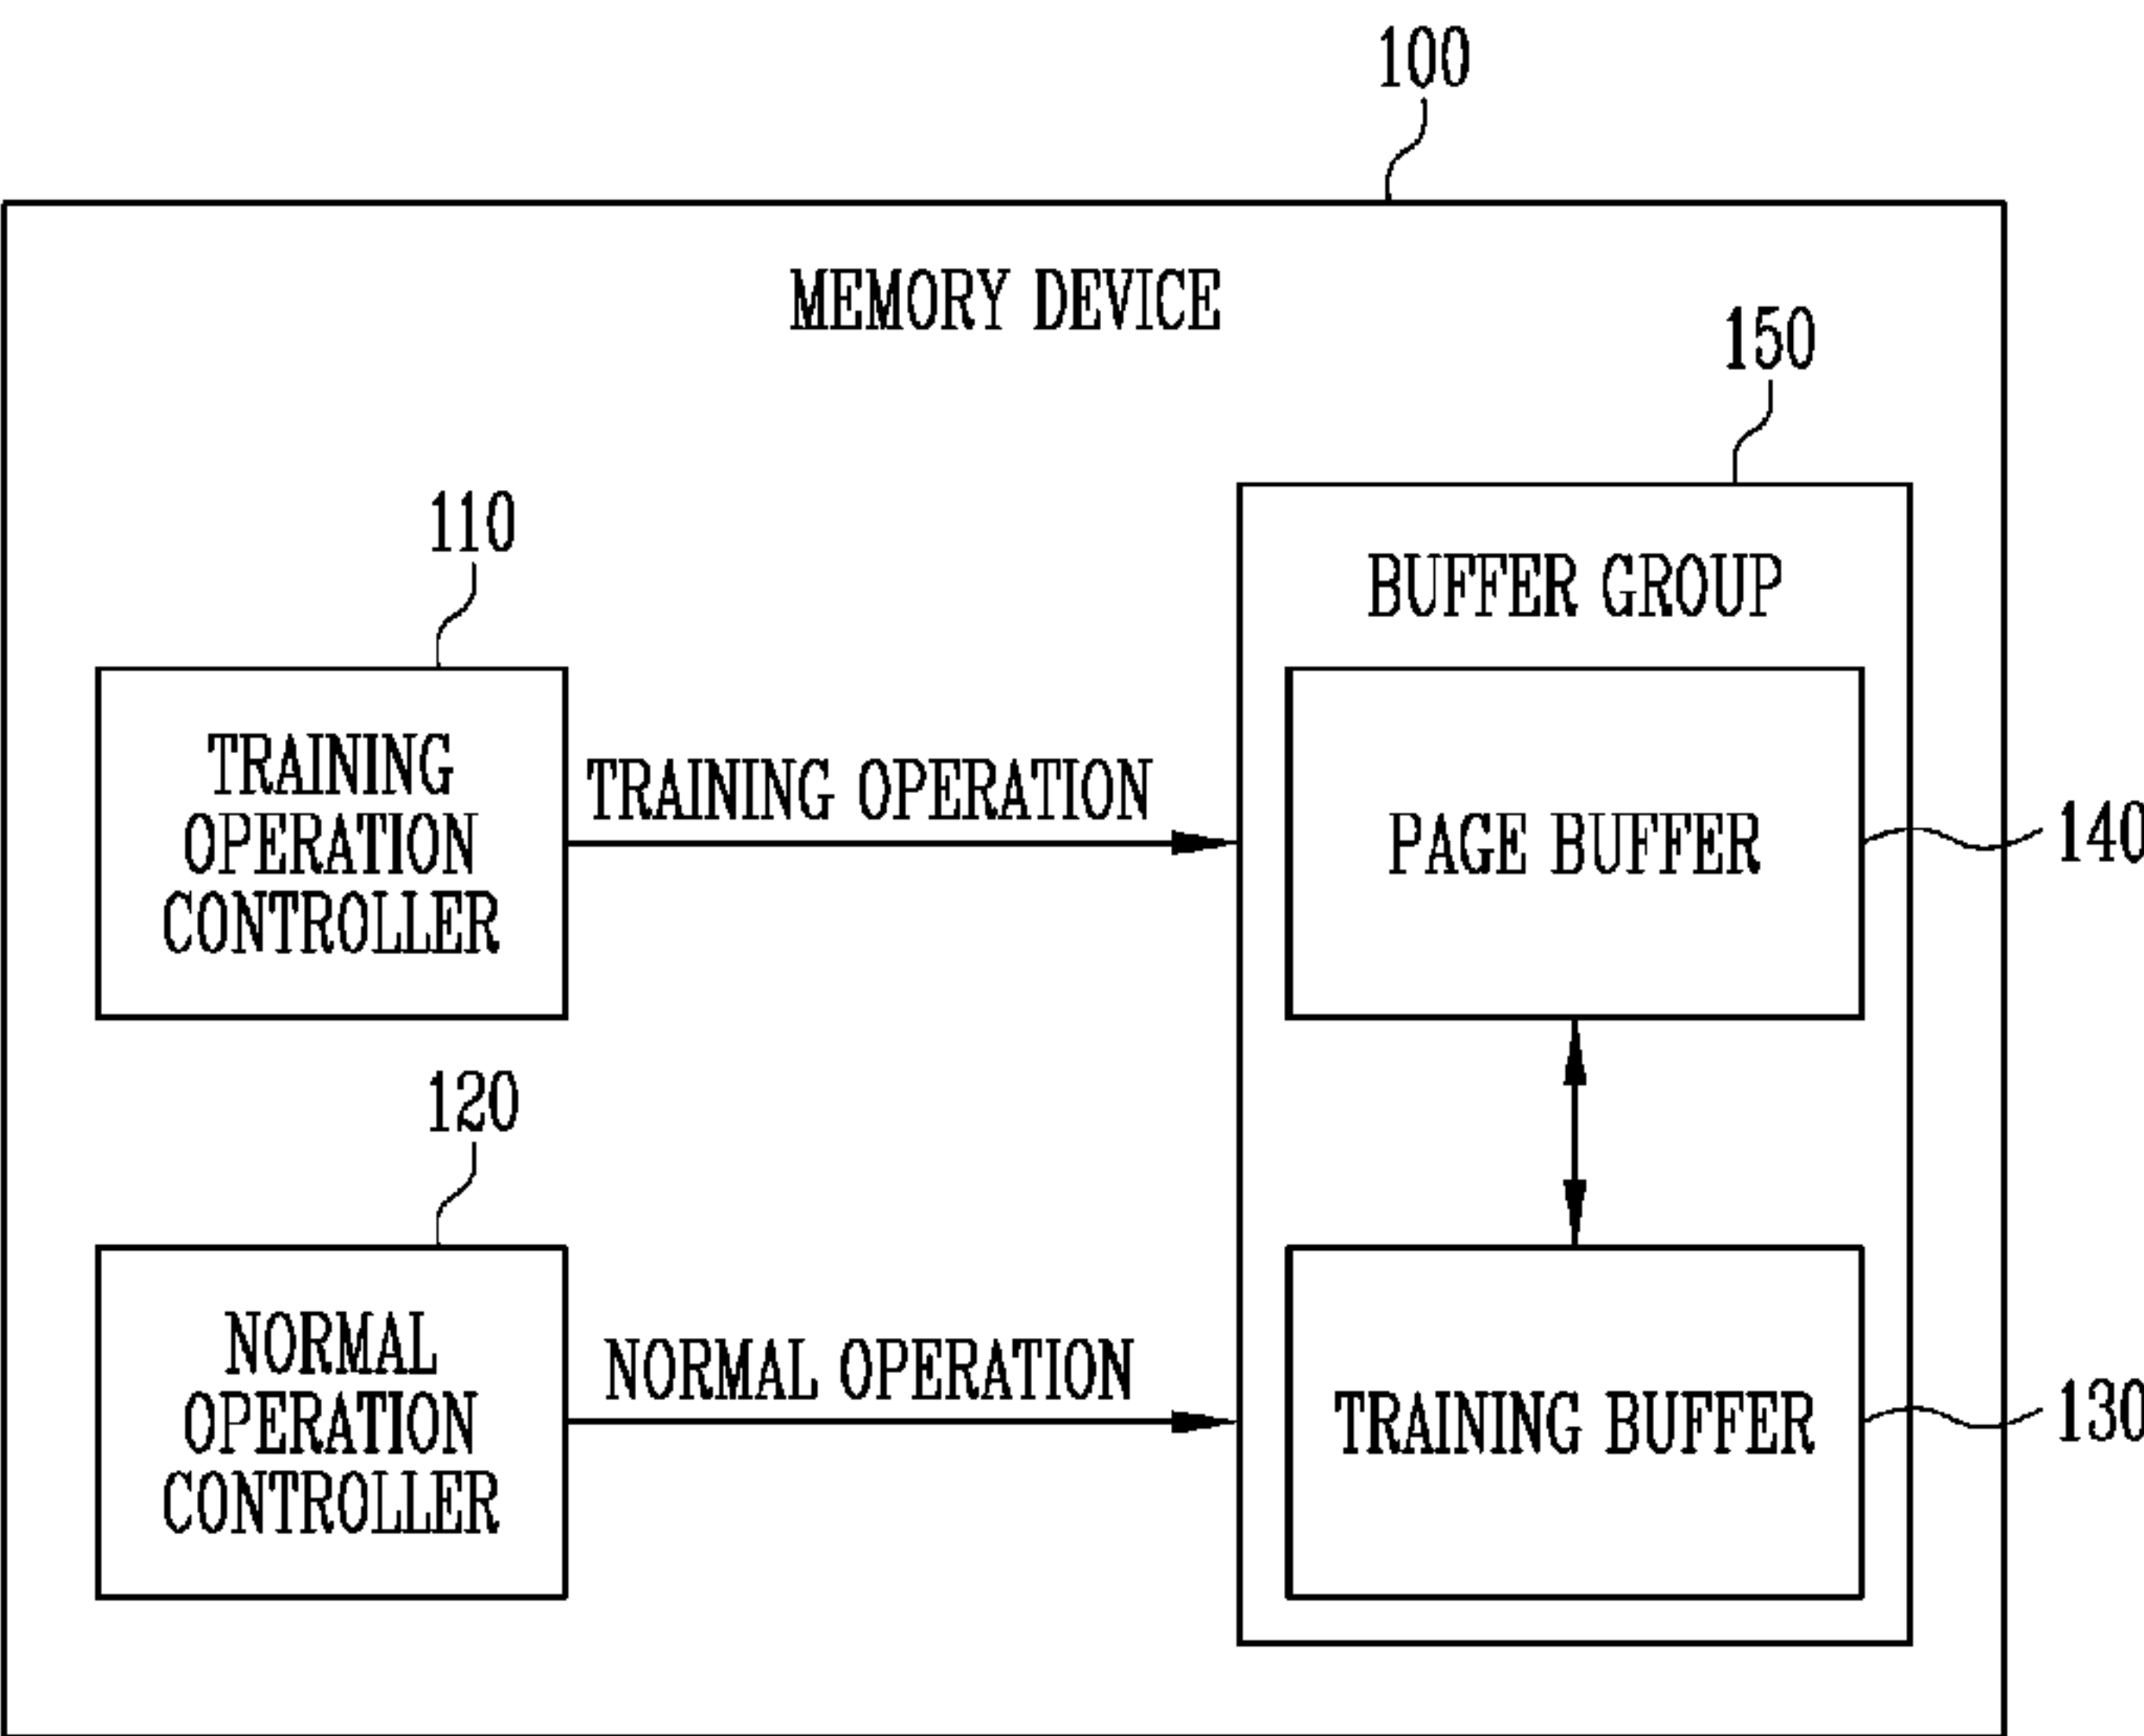 100
MEMORY DEVICE
150
110
BUFFER GROUP
TRAINING
OPERATION
CONTROLLER
TRAINING OPERATION
PAGE BUFFER
140
120
NORMAL
OPERATION
CONTROLLER
NORMAL OPERATION
TRAINING BUFFER
130